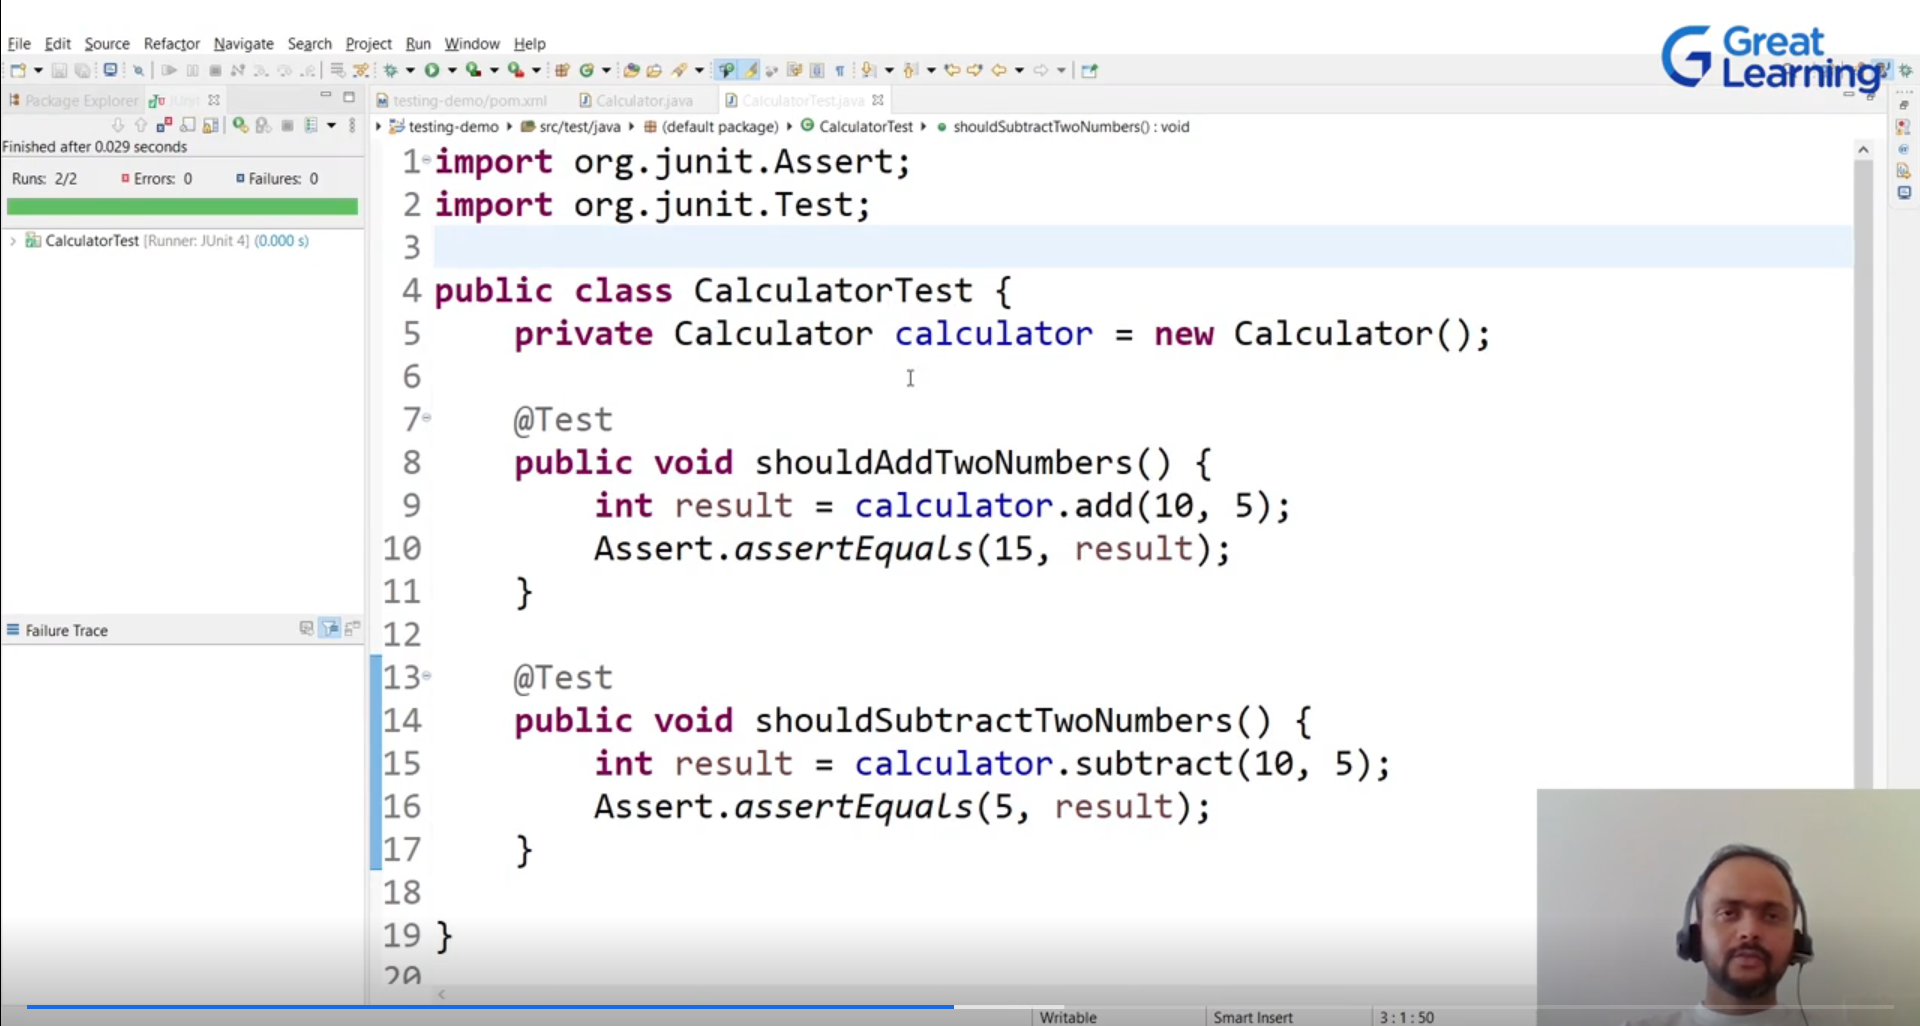 Great
Learning
File Edit Source Refactor Navigate Search Project Run Window Help
Package Explorer JUnit
testing-demo/pom.xml Calculator.java CalculatorTest.java
testing-demo src/test/java (default package) CalculatorTest shouldSubtractTwoNumbers() : void
Finished after 0.029 seconds
Runs: 2/2 Errors: 0 Failures: 0
CalculatorTest [Runner: JUnit 4] (0.000 s)
Failure Trace
1 import org.junit.Assert;
2 import org.junit.Test;
3
4 public class CalculatorTest {
5 private Calculator calculator = new Calculator();
6
7 @Test
8 public void shouldAddTwoNumbers() {
9 int result = calculator.add(10, 5);
10 Assert.assertEquals(15, result);
11 }
12
13 @Test
14 public void shouldSubtractTwoNumbers() {
15 int result = calculator.subtract(10, 5);
16 Assert.assertEquals(5, result);
17 }
18
19 }
20
Writable Smart Insert 3 : 1 : 50